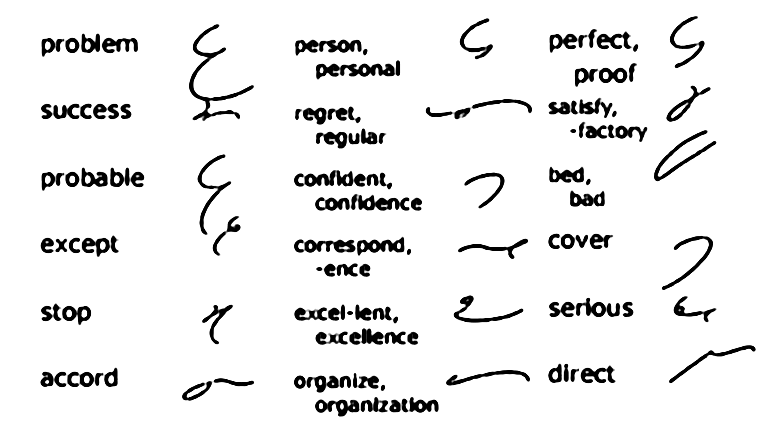 problem person, perfect,
personal proof
success regret, satisfy,
regular -factory
probable confident, bed,
confidence bad
except correspond, cover
-ence
stop excel-lent, serious
excellence
accord organize, direct
organization